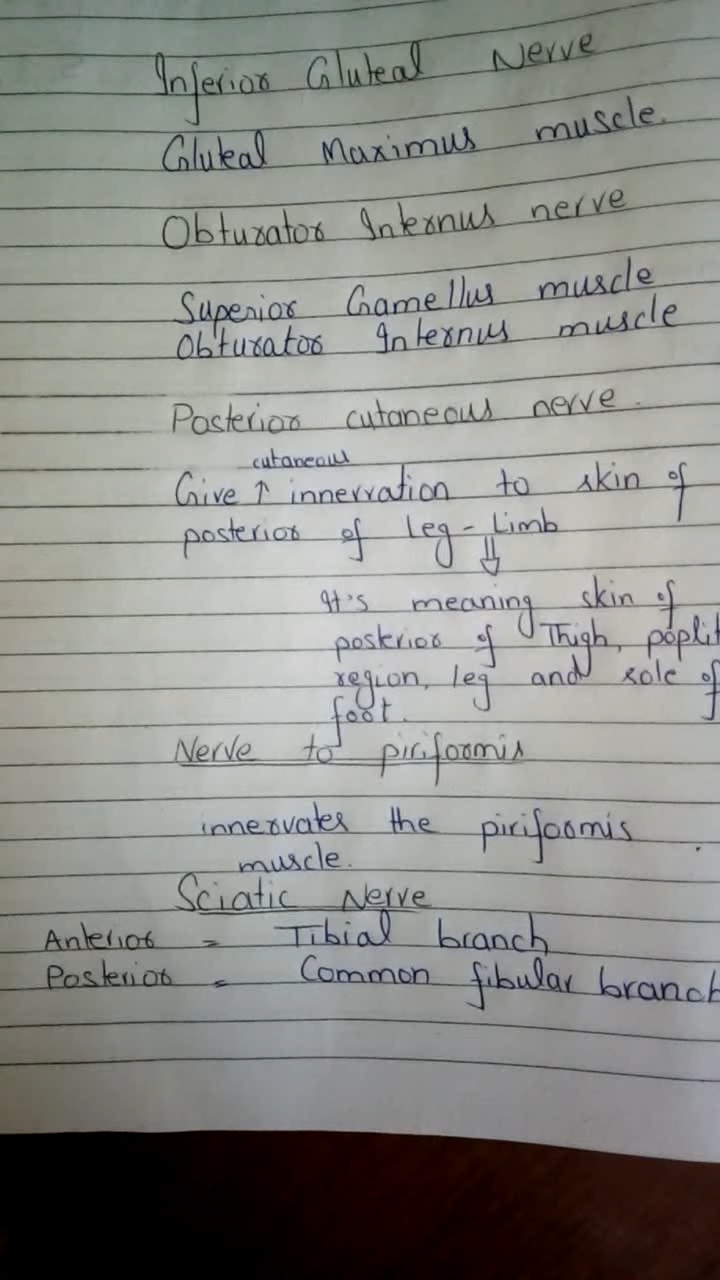 Inferior Gluteal Nerve
Gluteal Maximus muscle.
Obturator Internus nerve
Superior Gamellus muscle
Obturator Internus muscle
Posterior cutaneous nerve.
cutaneous
Give ↑ innervation to skin of
posterior of leg - Limb
⇓
It's meaning skin of
posterior of Thigh, poplit
region, leg and sole of
foot.
Nerve to piriformis
innervates the piriformis
muscle.
Sciatic Nerve
Anterior = Tibial branch
Posterior = Common fibular branch